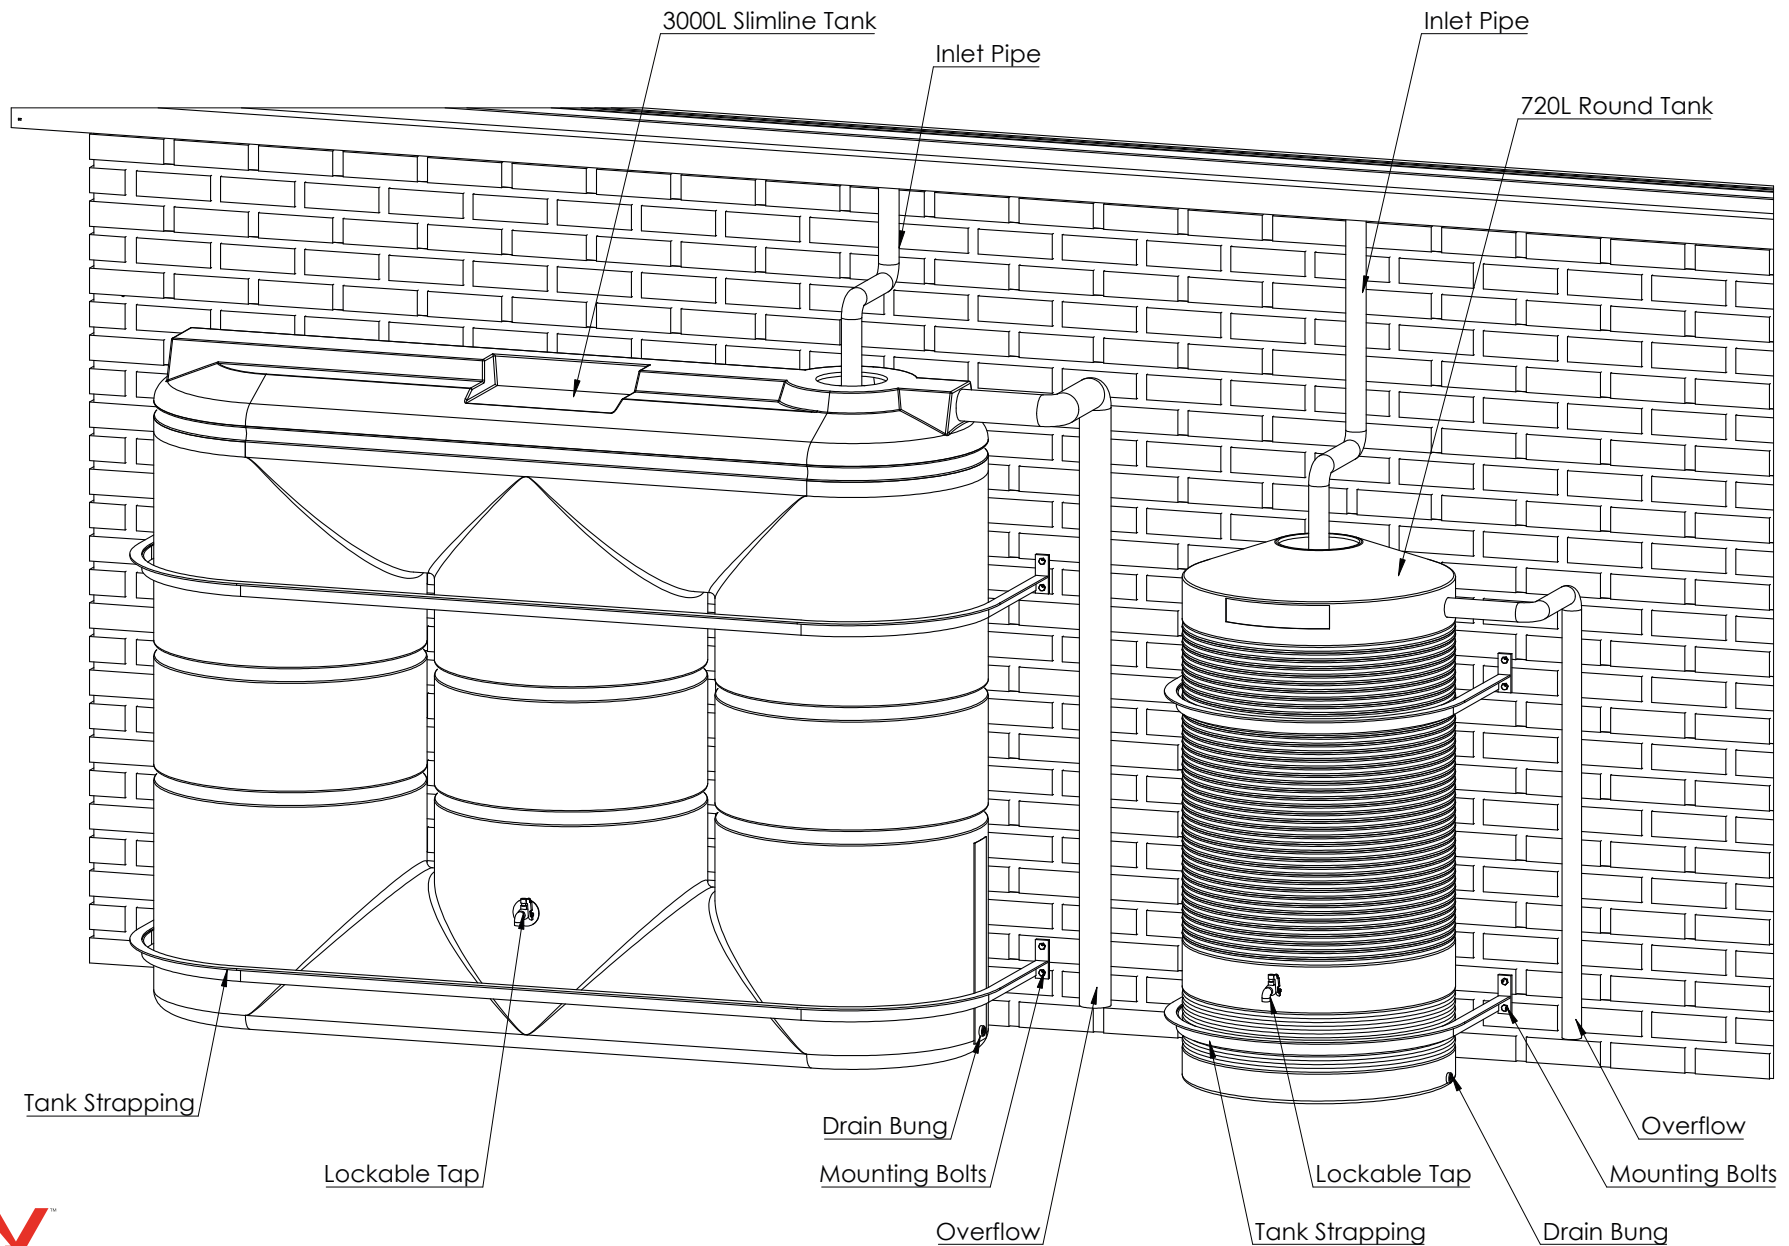 3000L Slimline Tank
Inlet Pipe
Inlet Pipe
720L Round Tank
Tank Strapping
Lockable Tap
Drain Bung
Mounting Bolts
Overflow
Lockable Tap
Tank Strapping
Overflow
Mounting Bolts
Drain Bung
™